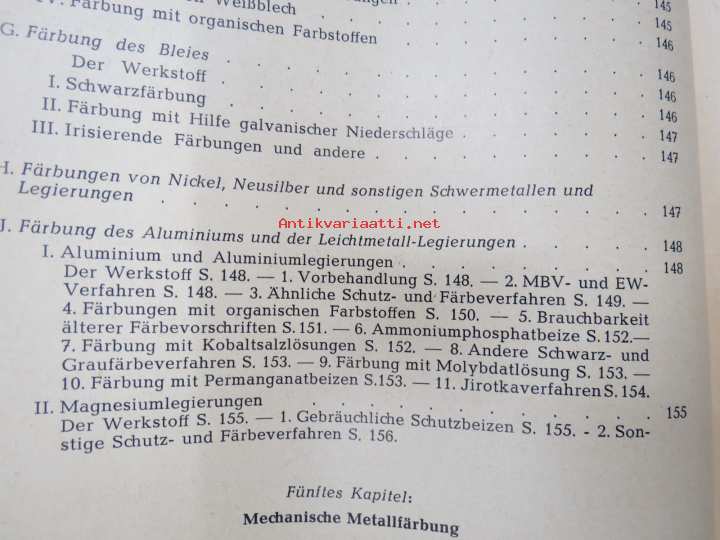 Weißblech . . . 145
IV. Färbung mit organischen Farbstoffen . . . 145
146
G. Färbung des Bleies . . . . . . . . . .
Der Werkstoff . . . . . . . . . . 146
I. Schwarzfärbung . . . . . . . . . . 146
II. Färbung mit Hilfe galvanischer Niederschläge . . . . . 146
III. Irisierende Färbungen und andere . . . . . . . 147
147
H. Färbungen von Nickel, Neusilber und sonstigen Schwermetallen und
Legierungen . . . . . . . . . . . . 147
Antikvariaatti.net
J. Färbung des Aluminiums und der Leichtmetall-Legierungen . . . . 148
I. Aluminium und Aluminiumlegierungen . . . . . . . 148
Der Werkstoff S. 148. — 1. Vorbehandlung S. 148. — 2. MBV- und EW-
Verfahren S. 148. — 3. Ähnliche Schutz- und Färbeverfahren S. 149. —
4. Färbungen mit organischen Farbstoffen S. 150. — 5. Brauchbarkeit
älterer Färbevorschriften S. 151. — 6. Ammoniumphosphatbeize S. 152.—
7. Färbung mit Kobaltsalzlösungen S. 152. — 8. Andere Schwarz- und
Graufärbeverfahren S. 153. — 9. Färbung mit Molybdatlösung S. 153. —
10. Färbung mit Permanganatbeizen S.153. — 11. Jirotkaverfahren S. 154.
II. Magnesiumlegierungen . . . . . . . . . . 155
Der Werkstoff S. 155. — 1. Gebräuchliche Schutzbeizen S. 155. - 2. Son-
stige Schutz- und Färbeverfahren S. 156.
Fünftes Kapitel:
Mechanische Metallfärbung